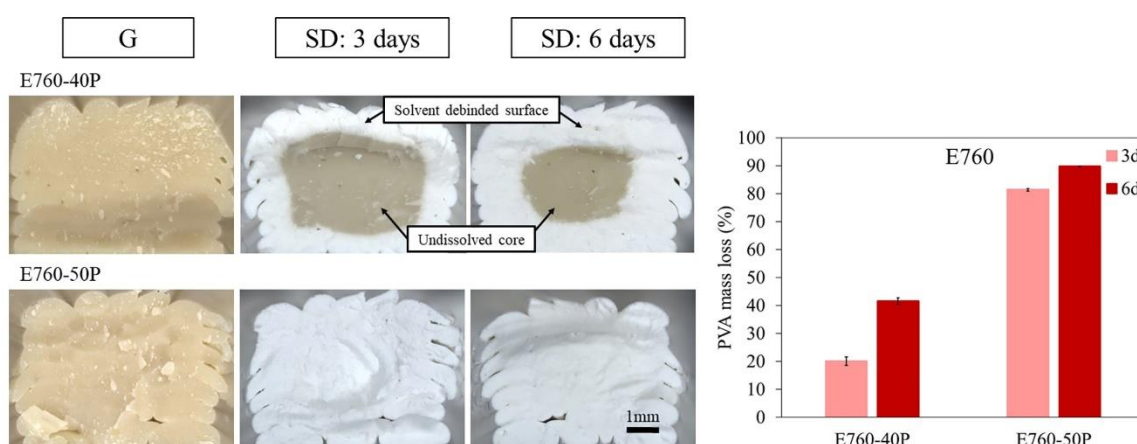 G
SD: 3 days
SD: 6 days
E760-40P
Solvent debinded surface
Undissolved core
E760-50P
1mm
E760
3d
6d
PVA mass loss (%)
100
90
80
70
60
50
40
30
20
10
0
E760-40P
E760-50P